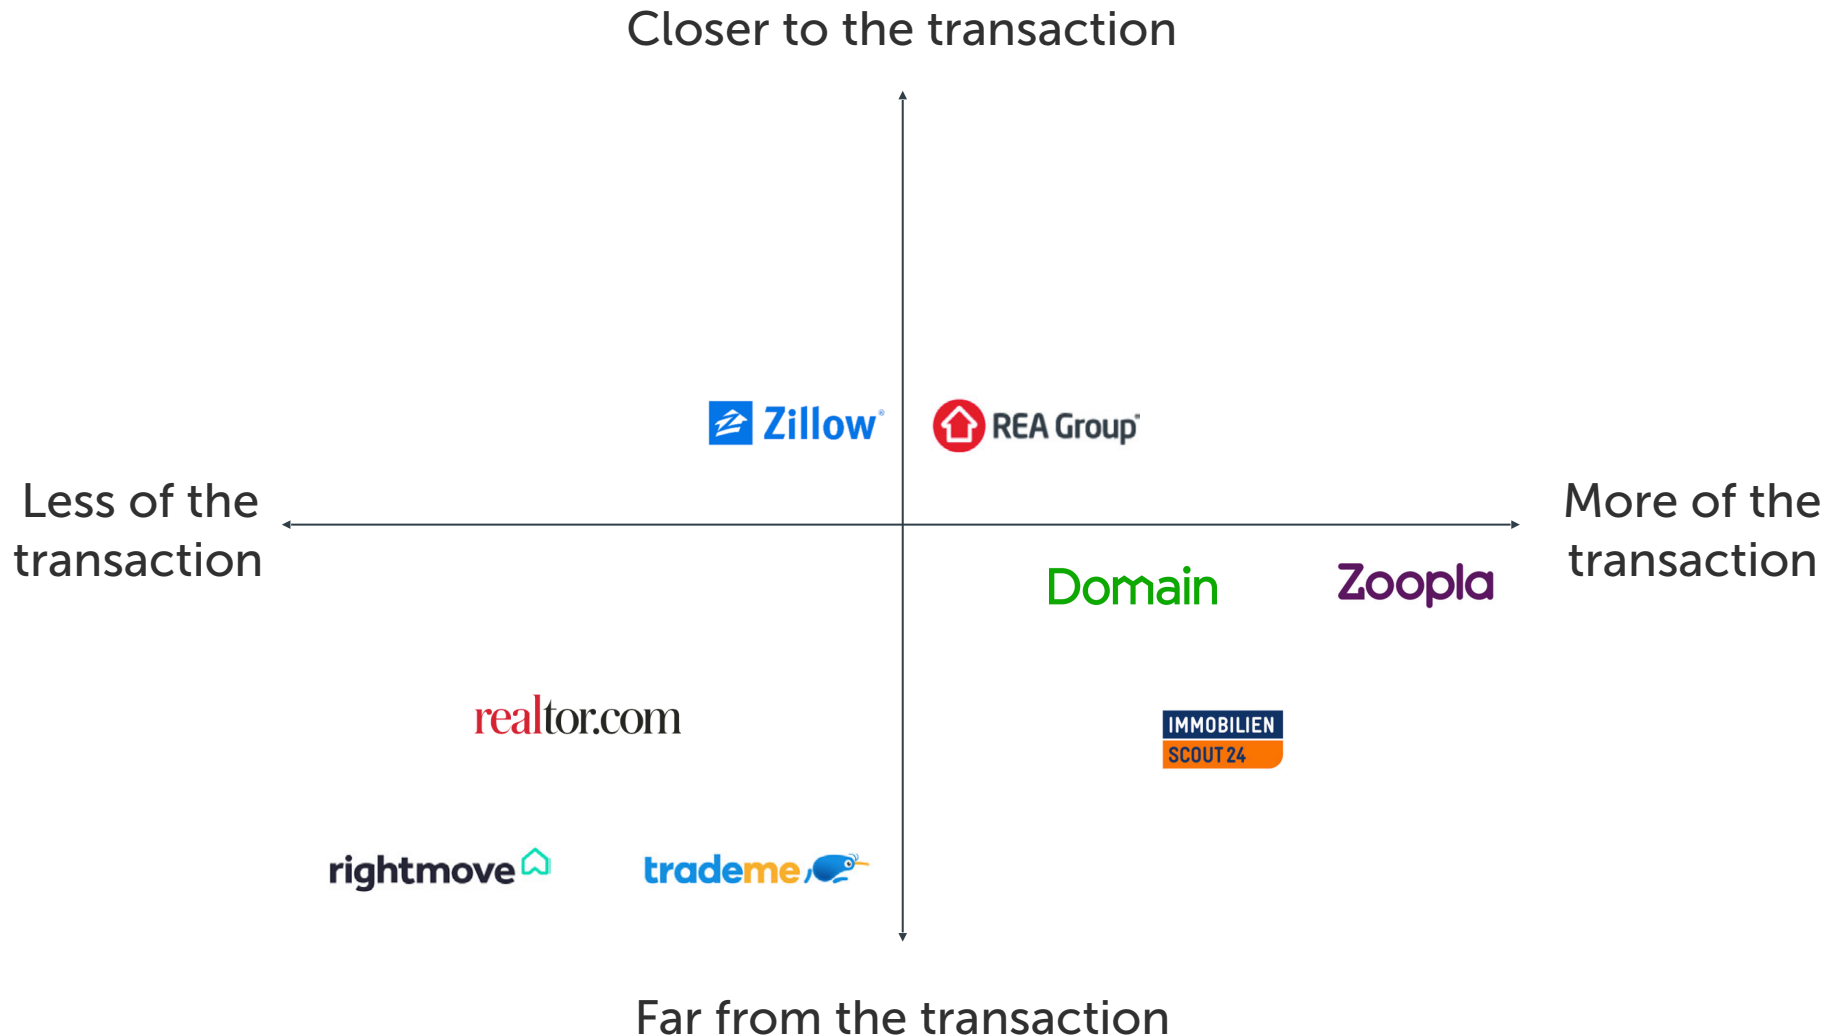 Closer to the transaction
Zillow®
REA Group
Less of the
transaction
More of the
transaction
Domain
Zoopla
realtor.com
IMMOBILIEN
SCOUT 24
rightmove
trademe
Far from the transaction